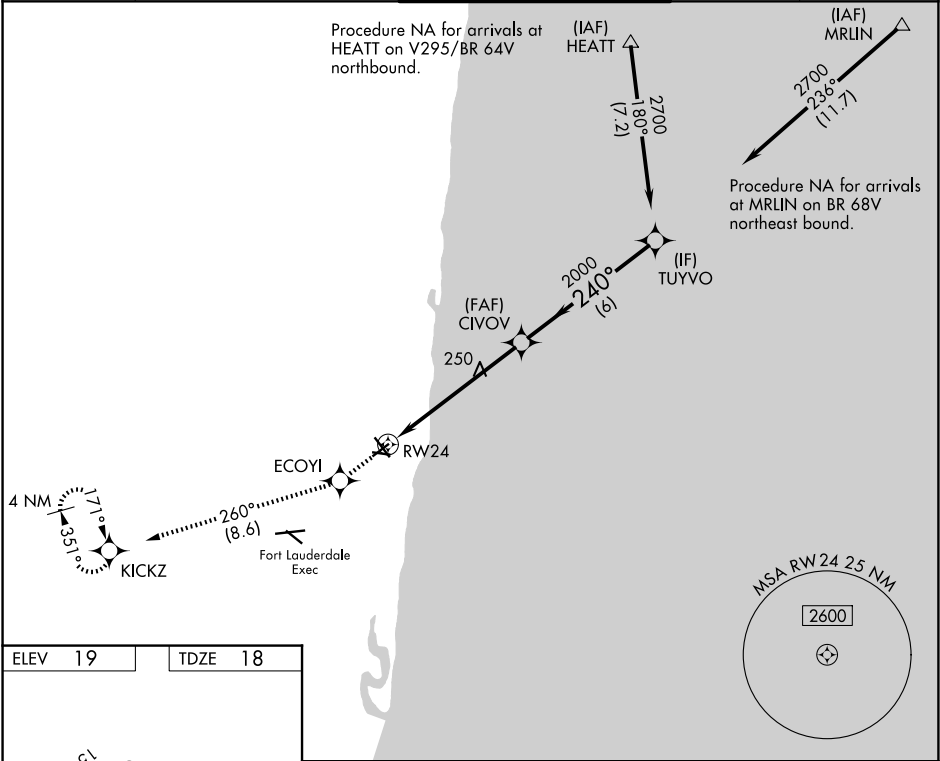 Procedure NA for arrivals at
HEATT on V295/BR 64V
northbound.
(IAF)
HEATT
(IAF)
MRLIN
2700
180°
(7.2)
2700
236°
(11.7)
Procedure NA for arrivals
at MRLIN on BR 68V
northeast bound.
(IF)
TUYVO
2000
240°
(6)
(FAF)
CIVOV
250
RW24
ECOYI
260°
(8.6)
4 NM
171°
351°
KICKZ
Fort Lauderdale
Exec
MSA RW24 25 NM
2600
ELEV 19
TDZE 18
15